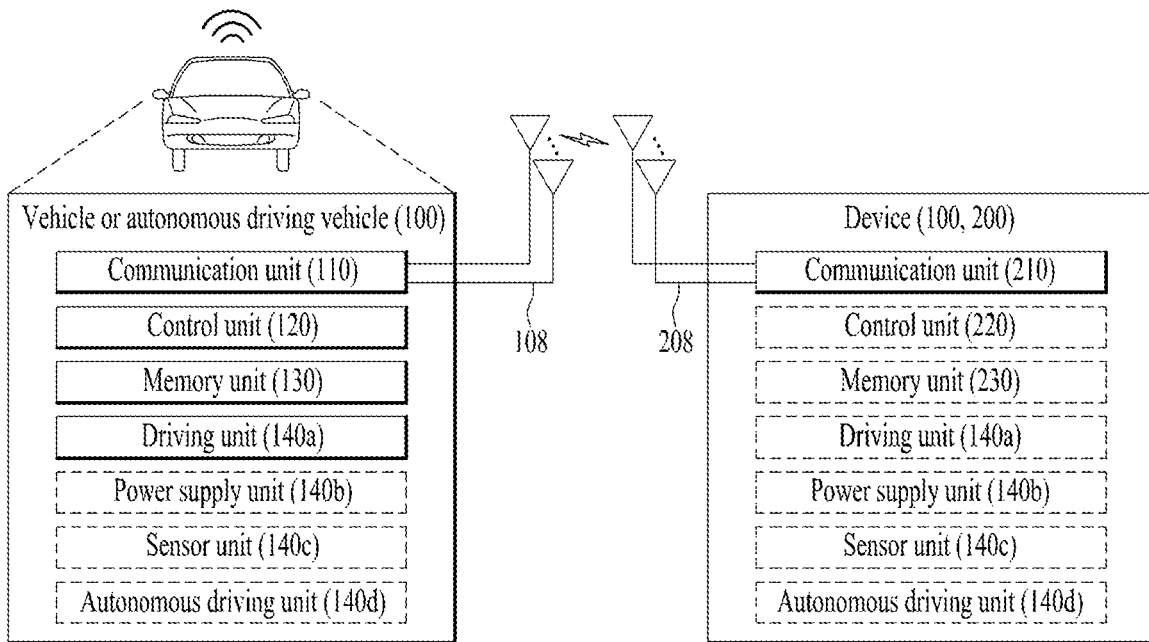 Vehicle or autonomous driving vehicle (100)
Communication unit (110)
Control unit (120)
Memory unit (130)
Driving unit (140a)
Power supply unit (140b)
Sensor unit (140c)
Autonomous driving unit (140d)
108
208
Device (100, 200)
Communication unit (210)
Control unit (220)
Memory unit (230)
Driving unit (140a)
Power supply unit (140b)
Sensor unit (140c)
Autonomous driving unit (140d)